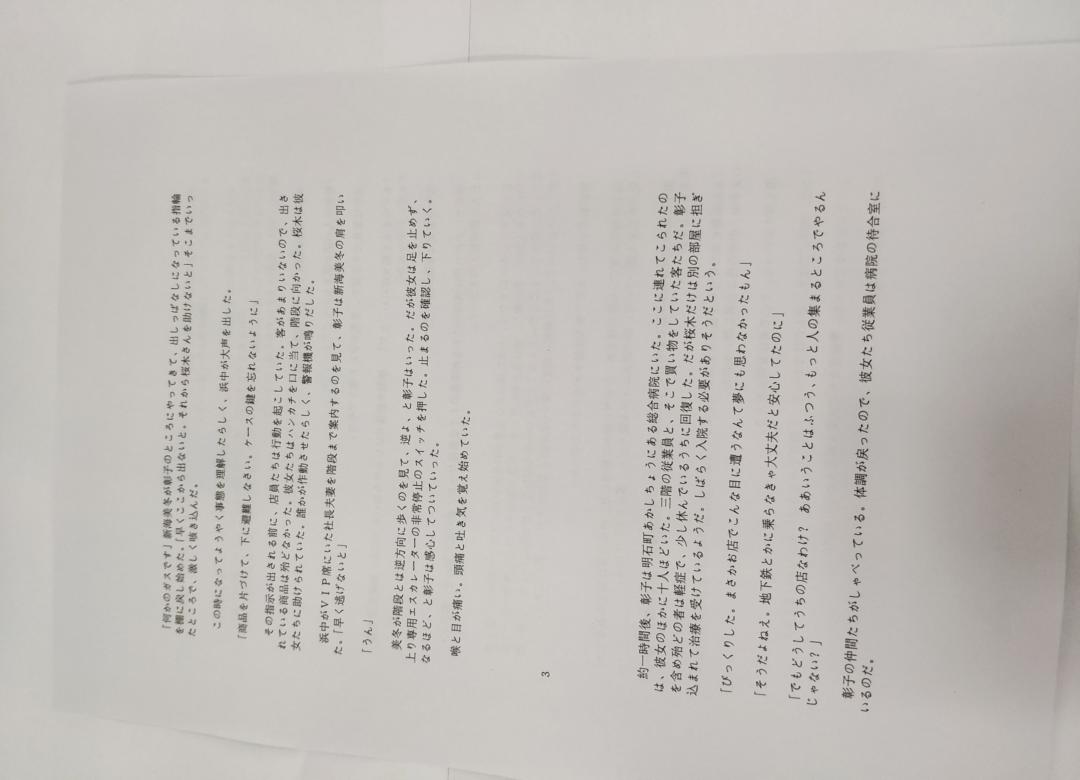 「何かのガスです」新海美冬が彰子のところにやってきて、出しっぱなしになっている指輪
を棚に戻し始めた。「早くここから出ないと。それから桜木さんを助けないと」そこまでいっ
たところで、激しく咳き込んだ。
この時になってようやく事態を理解したらしく、浜中が大声を出した。
「商品を片づけて、下に避難しなさい。ケースの鍵を忘れないように」
その指示が出される前に、店員たちは行動を起こしていた。客があまりいないので、出さ
れている商品は殆どなかった。彼女たちはハンカチを口に当て、階段に向かった。桜木は彼
女たちに助けられていた。誰かが作動させたらしく、警報機が鳴りだした。
浜中がＶＩＰ席にいた社長夫妻を階段まで案内するのを見て、彰子は新海美冬の肩を叩い
た。「早く逃げないと」
「うん」
美冬が階段とは逆方向に歩くのを見て、逆よ、と彰子はいった。だが彼女は足を止めず、
上り専用エスカレーターの非常停止のスイッチを押した。止まるのを確認し、下りていく。
なるほど、と彰子は感心してついていった。
喉と目が痛い。頭痛と吐き気を覚え始めていた。
3
約一時間後、彰子は明石町あかしちょうにある総合病院にいた。ここに連れてこられたの
は、彼女のほかに十人ほどいた。三階の従業員と、そこで買い物をしていた客たちだ。彰子
を含め殆どの者は軽症で、少し休んでいるうちに回復した。だが桜木だけは別の部屋に担ぎ
込まれて治療を受けているようだ。しばらく入院する必要がありそうだという。
「びっくりした。まさかお店でこんな目に遭うなんて夢にも思わなかったもん」
「そうだよねえ。地下鉄とかに乗らなきゃ大丈夫だと安心してたのに」
「でもどうしてうちの店なわけ？ ああいうことはふつう、もっと人の集まるところでやるん
じゃない？」
彰子の仲間たちがしゃべっている。体調が戻ったので、彼女たち従業員は病院の待合室に
いるのだ。